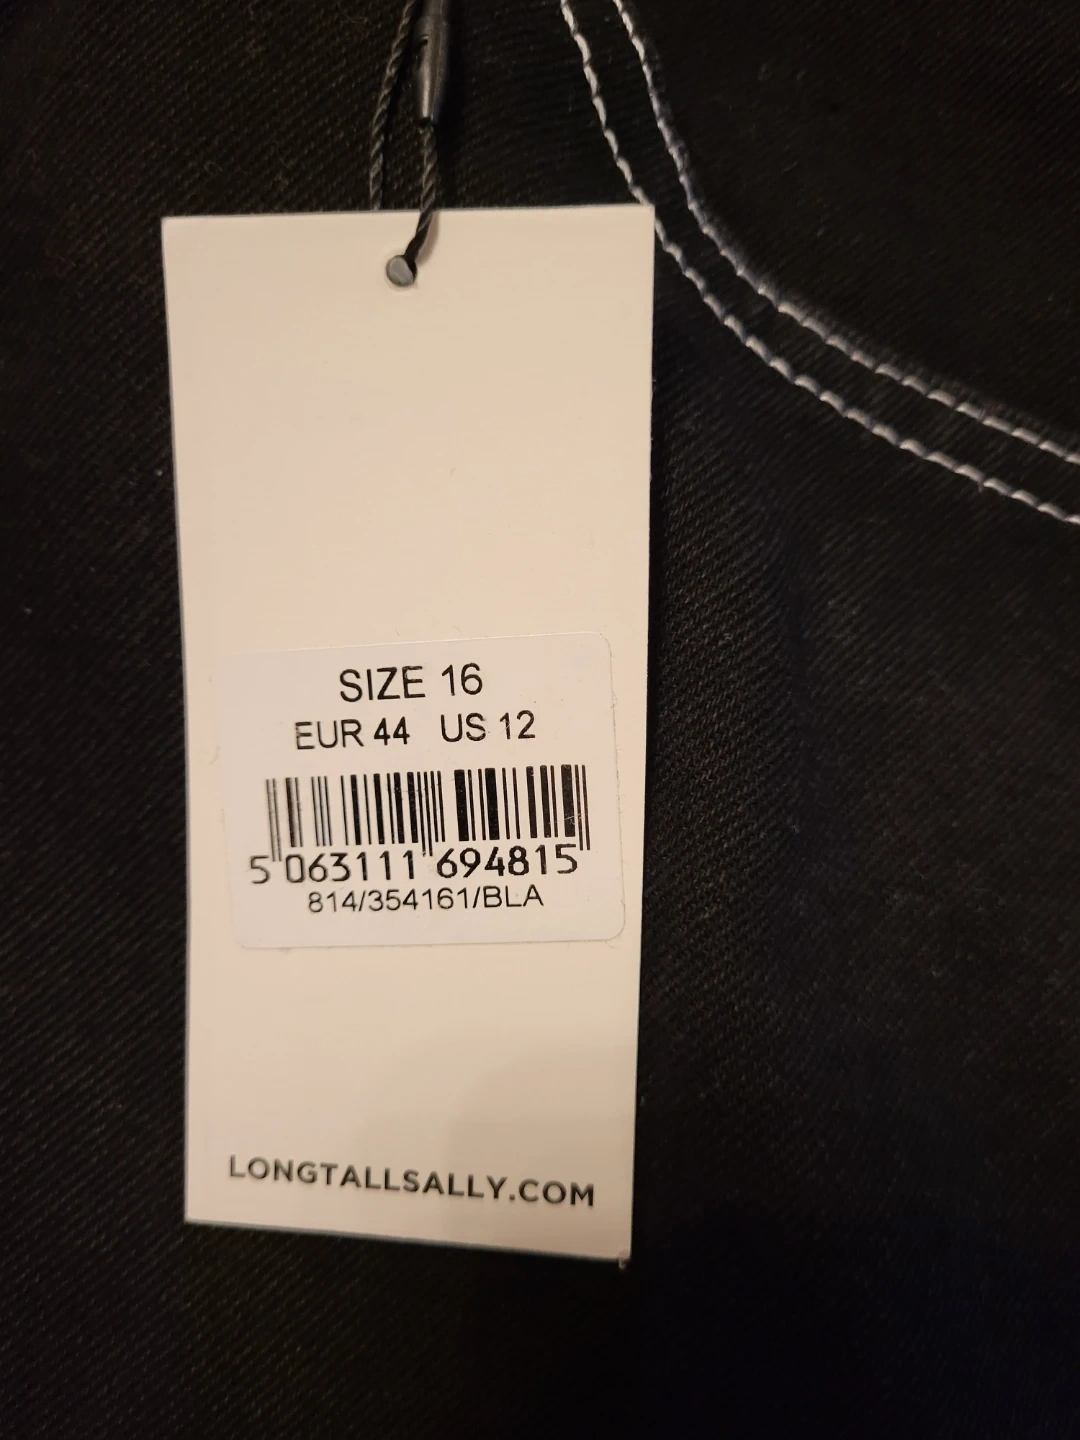 SIZE 16
EUR 44 US 12
5 063111 694815
814/354161/BLA
LONGTALLSALLY.COM